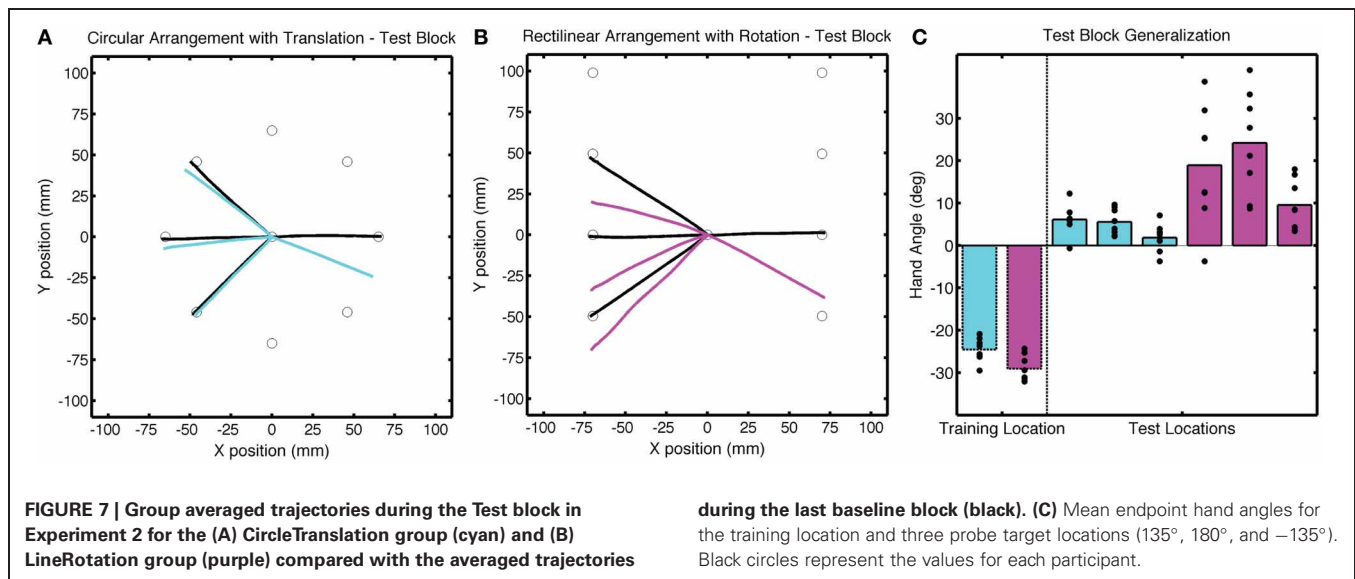 A Circular Arrangement with Translation - Test Block
100
75
50
25
0
-25
-50
-75
-100
Y position (mm)
-100 -75 -50 -25 0 25 50 75 100
X position (mm)
B Rectilinear Arrangement with Rotation - Test Block
100
75
50
25
0
-25
-50
-75
-100
Y position (mm)
-100 -75 -50 -25 0 25 50 75 100
X position (mm)
C Test Block Generalization
30
20
10
0
-10
-20
-30
Hand Angle (deg)
Training Location Test Locations
FIGURE 7 | Group averaged trajectories during the Test block in
Experiment 2 for the (A) CircleTranslation group (cyan) and (B)
LineRotation group (purple) compared with the averaged trajectories
during the last baseline block (black). (C) Mean endpoint hand angles for
the training location and three probe target locations (135°, 180°, and −135°).
Black circles represent the values for each participant.